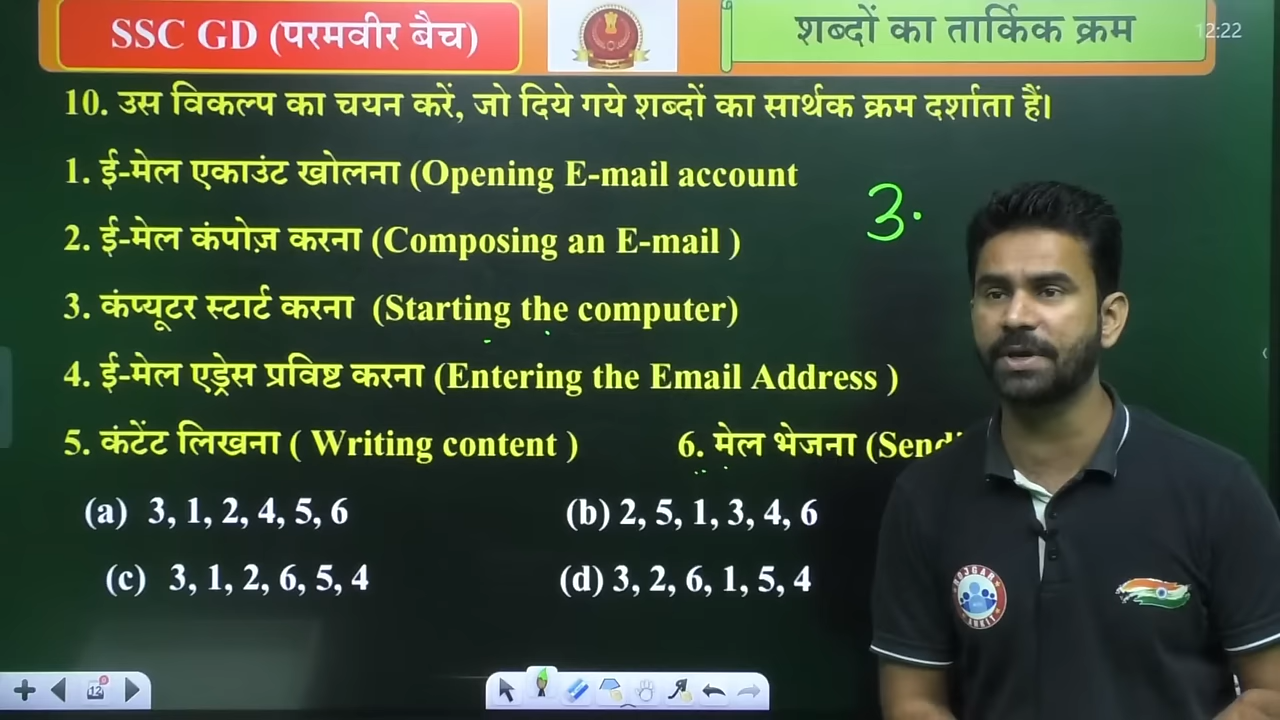 SSC GD (परमवीर बैच)
शब्दों का तार्किक क्रम
12:22
10. उस विकल्प का चयन करें, जो दिये गये शब्दों का सार्थक क्रम दर्शाता हैं।
1. ई-मेल एकाउंट खोलना (Opening E-mail account
3.
2. ई-मेल कंपोज़ करना (Composing an E-mail )
3. कंप्यूटर स्टार्ट करना (Starting the computer)
4. ई-मेल एड्रेस प्रविष्ट करना (Entering the Email Address )
5. कंटेंट लिखना ( Writing content ) 6. मेल भेजना
(a) 3, 1, 2, 4, 5, 6 (b) 2, 5, 1, 3, 4, 6
(c) 3, 1, 2, 6, 5, 4 (d) 3, 2, 6, 1, 5, 4
ROJGAR
ANKIT
12